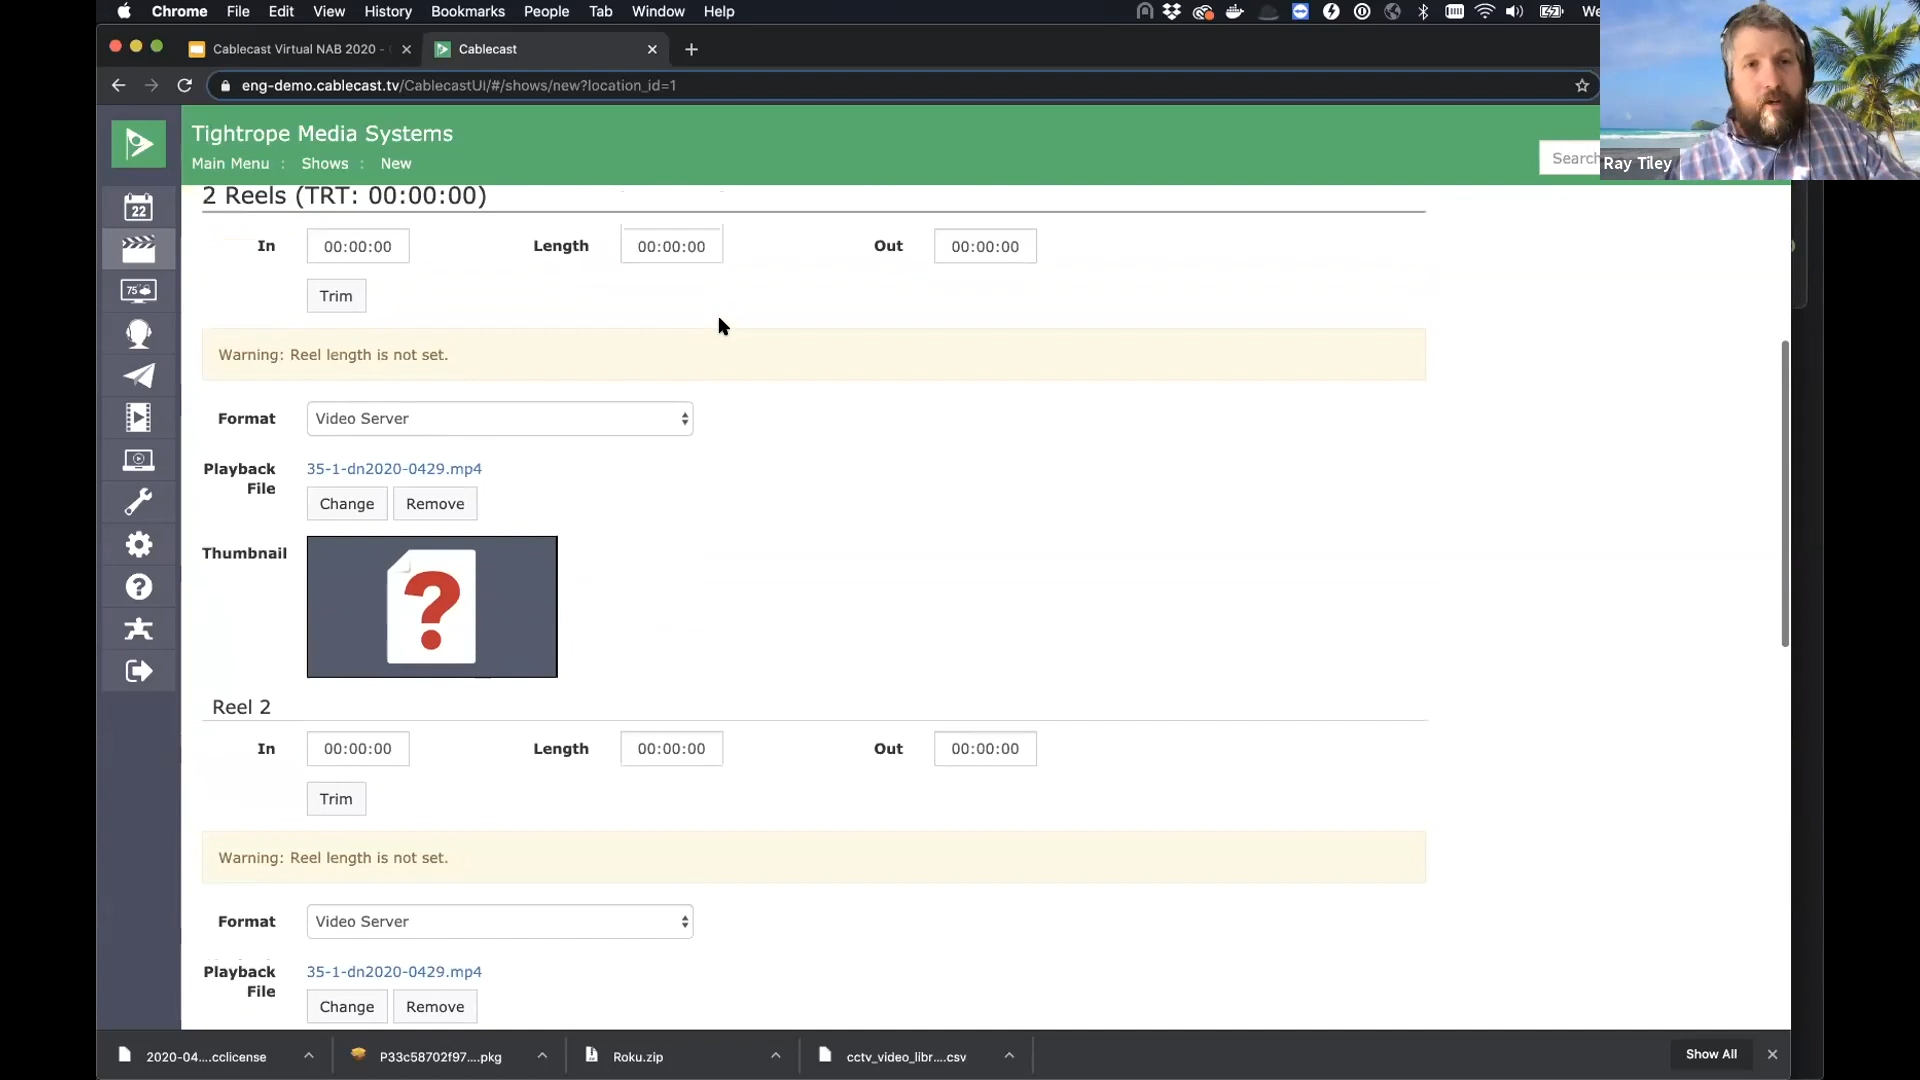 Chrome File Edit View History Bookmarks People Tab Window Help
Cablecast Virtual NAB 2020 -
Cablecast
eng-demo.cablecast.tv/CablecastUI/#/shows/new?location_id=1
Tightrope Media Systems
Main Menu : Shows : New
Search
Ray Tiley
22
75
2 Reels (TRT: 00:00:00)
In 00:00:00 Length 00:00:00 Out 00:00:00
Trim
Warning: Reel length is not set.
Format Video Server
Playback File 35-1-dn2020-0429.mp4
Change Remove
Thumbnail
?
Reel 2
In 00:00:00 Length 00:00:00 Out 00:00:00
Trim
Warning: Reel length is not set.
Format Video Server
Playback File 35-1-dn2020-0429.mp4
Change Remove
2020-04....cclicense P33c58702f97....pkg Roku.zip cctv_video_libr....csv Show All